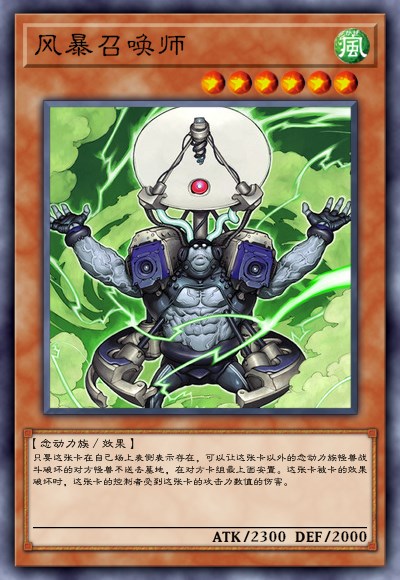 风暴召唤师
風
【念动力族／效果】
只要这张卡在自己场上表侧表示存在，可以让这张卡以外的念动力族怪兽战
斗破坏的对方怪兽不送去墓地，在对方卡组最上面安置。这张卡被卡的效果
破坏时，这张卡的控制者受到这张卡的攻击力数值的伤害。
ATK/2300 DEF/2000